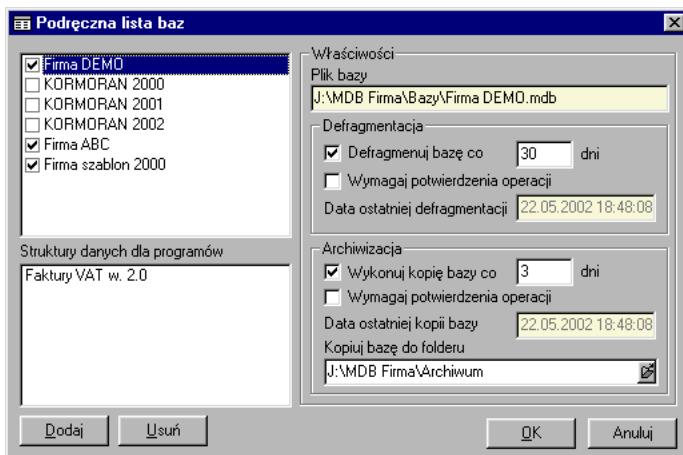 Podręczna lista baz
Firma DEMO
KORMORAN 2000
KORMORAN 2001
KORMORAN 2002
Firma ABC
Firma szablon 2000
Struktury danych dla programów
Faktury VAT w. 2.0
Dodaj
Usuń
Właściwości
Plik bazy
J:\MDB Firma\Bazy\Firma DEMO.mdb
Defragmentacja
Defragmenuj bazę co 30 dni
Wymagaj potwierdzenia operacji
Data ostatniej defragmentacji 22.05.2002 18:48:08
Archiwizacja
Wykonuj kopię bazy co 3 dni
Wymagaj potwierdzenia operacji
Data ostatniej kopii bazy 22.05.2002 18:48:08
Kopiuj bazę do folderu
J:\MDB Firma\Archiwum
OK
Anuluj